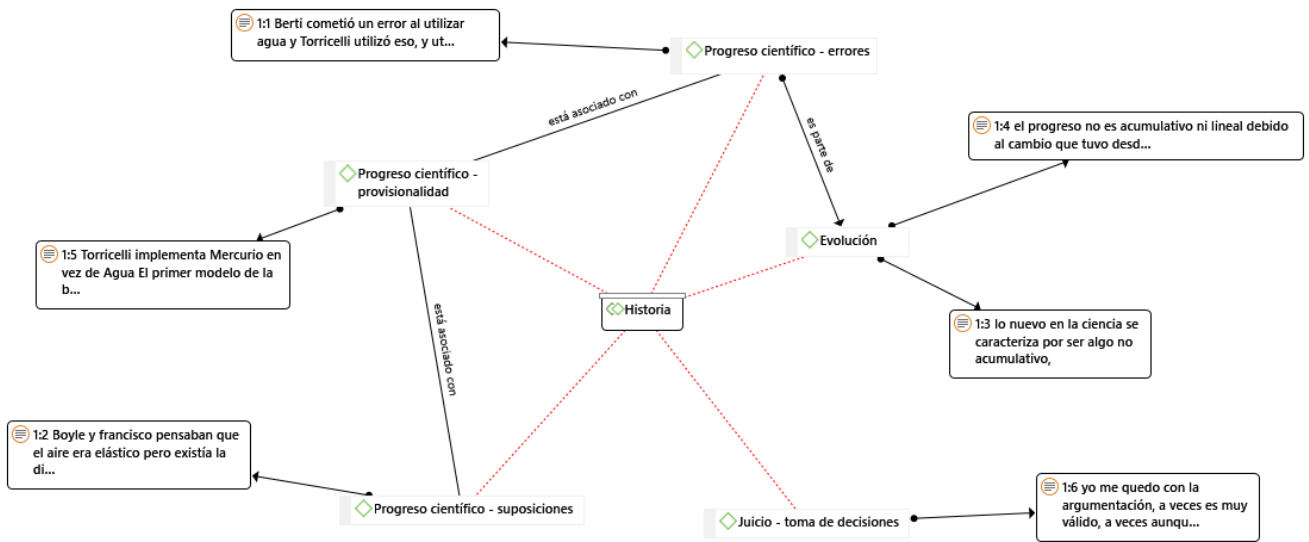 1:1 Berti cometió un error al utilizar
agua y Torricelli utilizó eso, y ut...
Progreso científico - errores
está asociado con
es parte de
1:4 el progreso no es acumulativo ni lineal debido
al cambio que tuvo desd...
Progreso científico -
provisionalidad
Evolución
1:5 Torricelli implementa Mercurio en
vez de Agua El primer modelo de la
b...
Historia
está asociado con
1:3 lo nuevo en la ciencia se
caracteriza por ser algo no
acumulativo,
1:2 Boyle y francisco pensaban que
el aire era elástico pero existía la
di...
Progreso científico - suposiciones
Juicio - toma de decisiones
1:6 yo me quedo con la
argumentación, a veces es muy
válido, a veces aunqu...